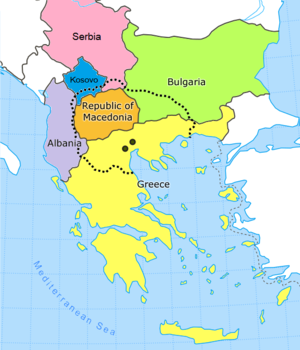 Serbia
Kosovo
Bulgaria
Republic of
Macedonia
Albania
Greece
Mediterranean Sea